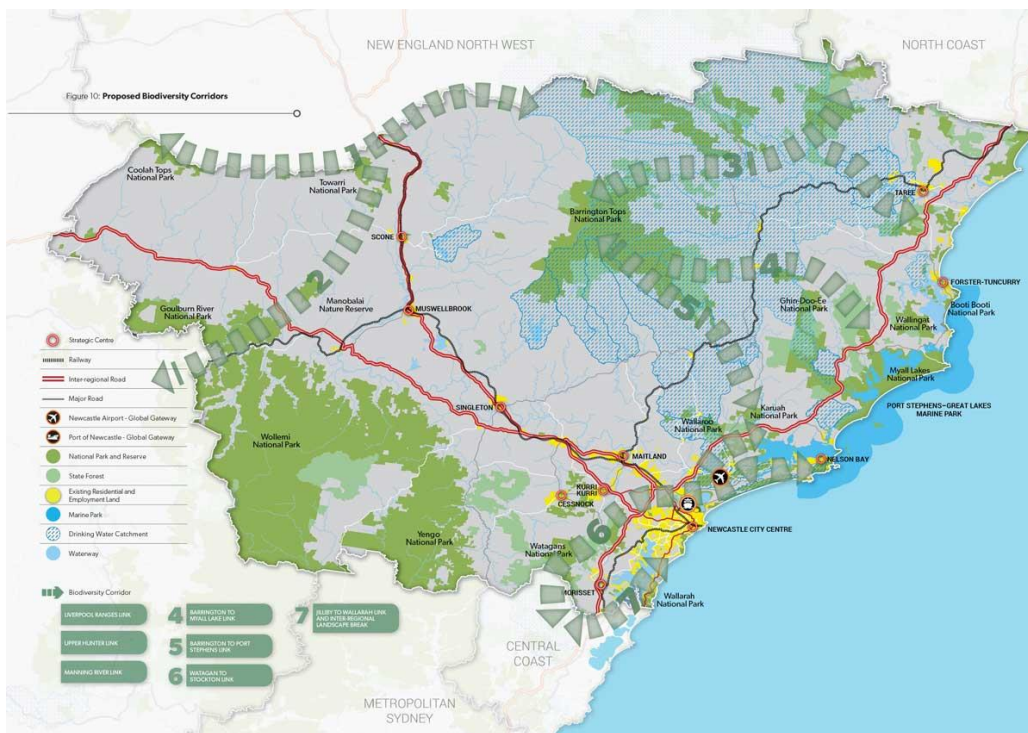 NEW ENGLAND NORTH WEST
NORTH COAST
Figure 10: Proposed Biodiversity Corridors
Coolah Tops
National Park
1
Towarri
National Park
3
TAREE
Barrington Tops
National Park
SCONE
2
4
FORSTER-TUNCURRY
Booti Booti
National Park
Goulburn River
National Park
Manobalai
Nature Reserve
MUSWELLBROOK
5
Ghin-Doo-Ee
National Park
Wallingat
National Park
Myall Lakes
National Park
PORT STEPHENS–GREAT LAKES
MARINE PARK
SINGLETON
Karuah
National Park
Wallaroo
National Park
Wollemi
National Park
MAITLAND
NELSON BAY
KURRI
KURRI
CESSNOCK
NEWCASTLE CITY CENTRE
6
Yengo
National Park
Watagans
National Park
MORISSET
7
Wallarah
National Park
CENTRAL
COAST
METROPOLITAN
SYDNEY
Strategic Centre
Railway
Inter-regional Road
Major Road
Newcastle Airport - Global Gateway
Port of Newcastle - Global Gateway
National Park and Reserve
State Forest
Existing Residential and
Employment Land
Marine Park
Drinking Water Catchment
Waterway
Biodiversity Corridor
LIVERPOOL RANGES LINK
UPPER HUNTER LINK
MANNING RIVER LINK
4 BARRINGTON TO
MYALL LAKE LINK
5 BARRINGTON TO PORT
STEPHENS LINK
6 WATAGAN TO
STOCKTON LINK
7 JILLIBY TO WALLARAH LINK
AND INTER-REGIONAL
LANDSCAPE BREAK